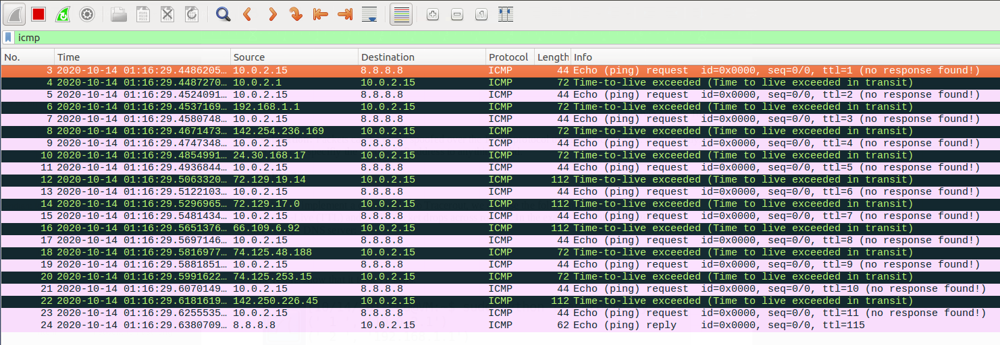 icmp
No. Time Source Destination Protocol Length Info
3 2020-10-14 01:16:29.4486205… 10.0.2.15 8.8.8.8 ICMP 44 Echo (ping) request id=0x0000, seq=0/0, ttl=1 (no response found!)
4 2020-10-14 01:16:29.4487270… 10.0.2.1 10.0.2.15 ICMP 72 Time-to-live exceeded (Time to live exceeded in transit)
5 2020-10-14 01:16:29.4524091… 10.0.2.15 8.8.8.8 ICMP 44 Echo (ping) request id=0x0000, seq=0/0, ttl=2 (no response found!)
6 2020-10-14 01:16:29.4537169… 192.168.1.1 10.0.2.15 ICMP 72 Time-to-live exceeded (Time to live exceeded in transit)
7 2020-10-14 01:16:29.4580748… 10.0.2.15 8.8.8.8 ICMP 44 Echo (ping) request id=0x0000, seq=0/0, ttl=3 (no response found!)
8 2020-10-14 01:16:29.4671473… 142.254.236.169 10.0.2.15 ICMP 72 Time-to-live exceeded (Time to live exceeded in transit)
9 2020-10-14 01:16:29.4747348… 10.0.2.15 8.8.8.8 ICMP 44 Echo (ping) request id=0x0000, seq=0/0, ttl=4 (no response found!)
10 2020-10-14 01:16:29.4854991… 24.30.168.17 10.0.2.15 ICMP 72 Time-to-live exceeded (Time to live exceeded in transit)
11 2020-10-14 01:16:29.4936844… 10.0.2.15 8.8.8.8 ICMP 44 Echo (ping) request id=0x0000, seq=0/0, ttl=5 (no response found!)
12 2020-10-14 01:16:29.5063320… 72.129.19.14 10.0.2.15 ICMP 112 Time-to-live exceeded (Time to live exceeded in transit)
13 2020-10-14 01:16:29.5122103… 10.0.2.15 8.8.8.8 ICMP 44 Echo (ping) request id=0x0000, seq=0/0, ttl=6 (no response found!)
14 2020-10-14 01:16:29.5296965… 72.129.17.0 10.0.2.15 ICMP 112 Time-to-live exceeded (Time to live exceeded in transit)
15 2020-10-14 01:16:29.5481434… 10.0.2.15 8.8.8.8 ICMP 44 Echo (ping) request id=0x0000, seq=0/0, ttl=7 (no response found!)
16 2020-10-14 01:16:29.5651376… 66.109.6.92 10.0.2.15 ICMP 112 Time-to-live exceeded (Time to live exceeded in transit)
17 2020-10-14 01:16:29.5697146… 10.0.2.15 8.8.8.8 ICMP 44 Echo (ping) request id=0x0000, seq=0/0, ttl=8 (no response found!)
18 2020-10-14 01:16:29.5816977… 74.125.48.188 10.0.2.15 ICMP 72 Time-to-live exceeded (Time to live exceeded in transit)
19 2020-10-14 01:16:29.5881851… 10.0.2.15 8.8.8.8 ICMP 44 Echo (ping) request id=0x0000, seq=0/0, ttl=9 (no response found!)
20 2020-10-14 01:16:29.5991622… 74.125.253.15 10.0.2.15 ICMP 72 Time-to-live exceeded (Time to live exceeded in transit)
21 2020-10-14 01:16:29.6070149… 10.0.2.15 8.8.8.8 ICMP 44 Echo (ping) request id=0x0000, seq=0/0, ttl=10 (no response found!)
22 2020-10-14 01:16:29.6181619… 142.250.226.45 10.0.2.15 ICMP 112 Time-to-live exceeded (Time to live exceeded in transit)
23 2020-10-14 01:16:29.6255535… 10.0.2.15 8.8.8.8 ICMP 44 Echo (ping) request id=0x0000, seq=0/0, ttl=11 (no response found!)
24 2020-10-14 01:16:29.6380709… 8.8.8.8 10.0.2.15 ICMP 62 Echo (ping) reply id=0x0000, seq=0/0, ttl=115